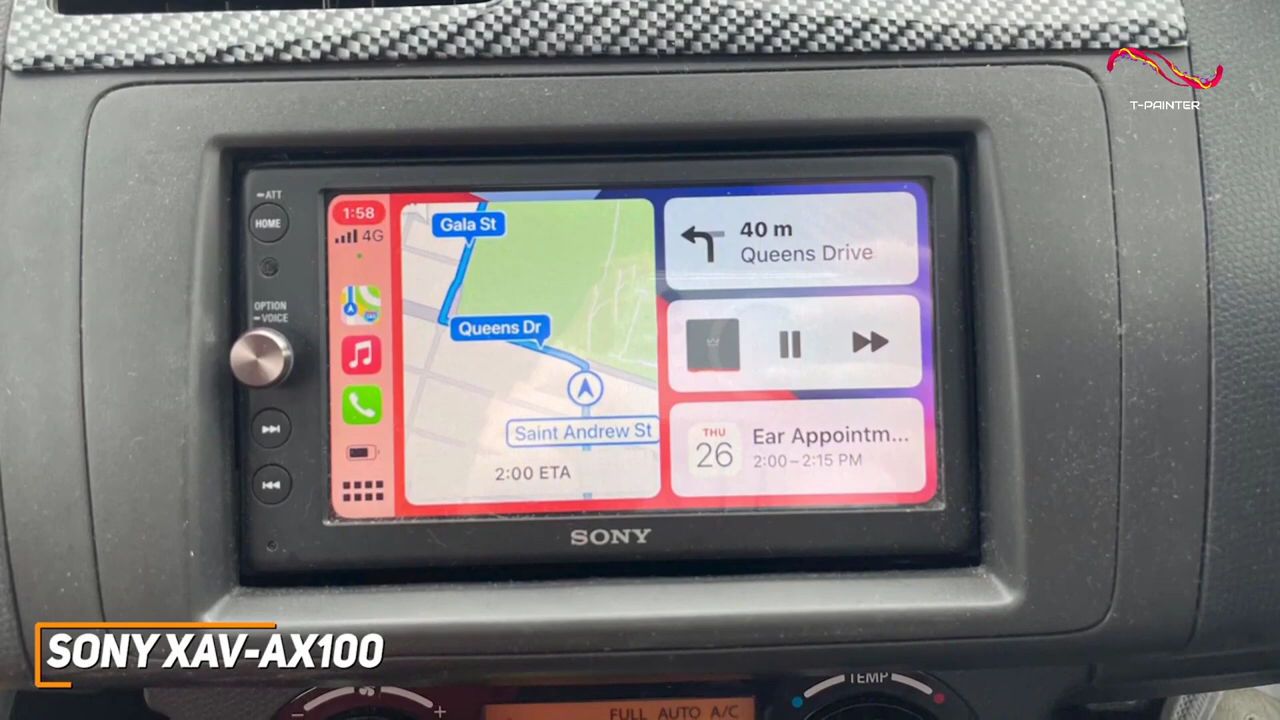 T-PAINTER
ATT
HOME
OPTION
VOICE
1:58
4G
Gala St
Queens Dr
Saint Andrew St
2:00 ETA
40 m
Queens Drive
THU
26
Ear Appointm...
2:00–2:15 PM
SONY
SONY XAV-AX100
TEMP
FULL AUTO A/C